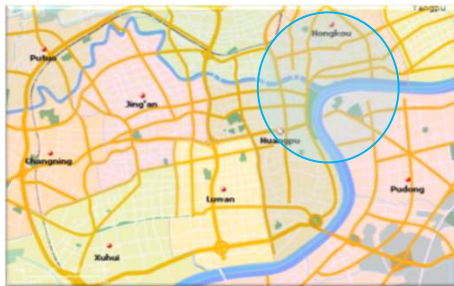 Yangpu
Hongkou
Putuo
Jing'an
Huangpu
Changning
Pudong
Luwan
Xuhui